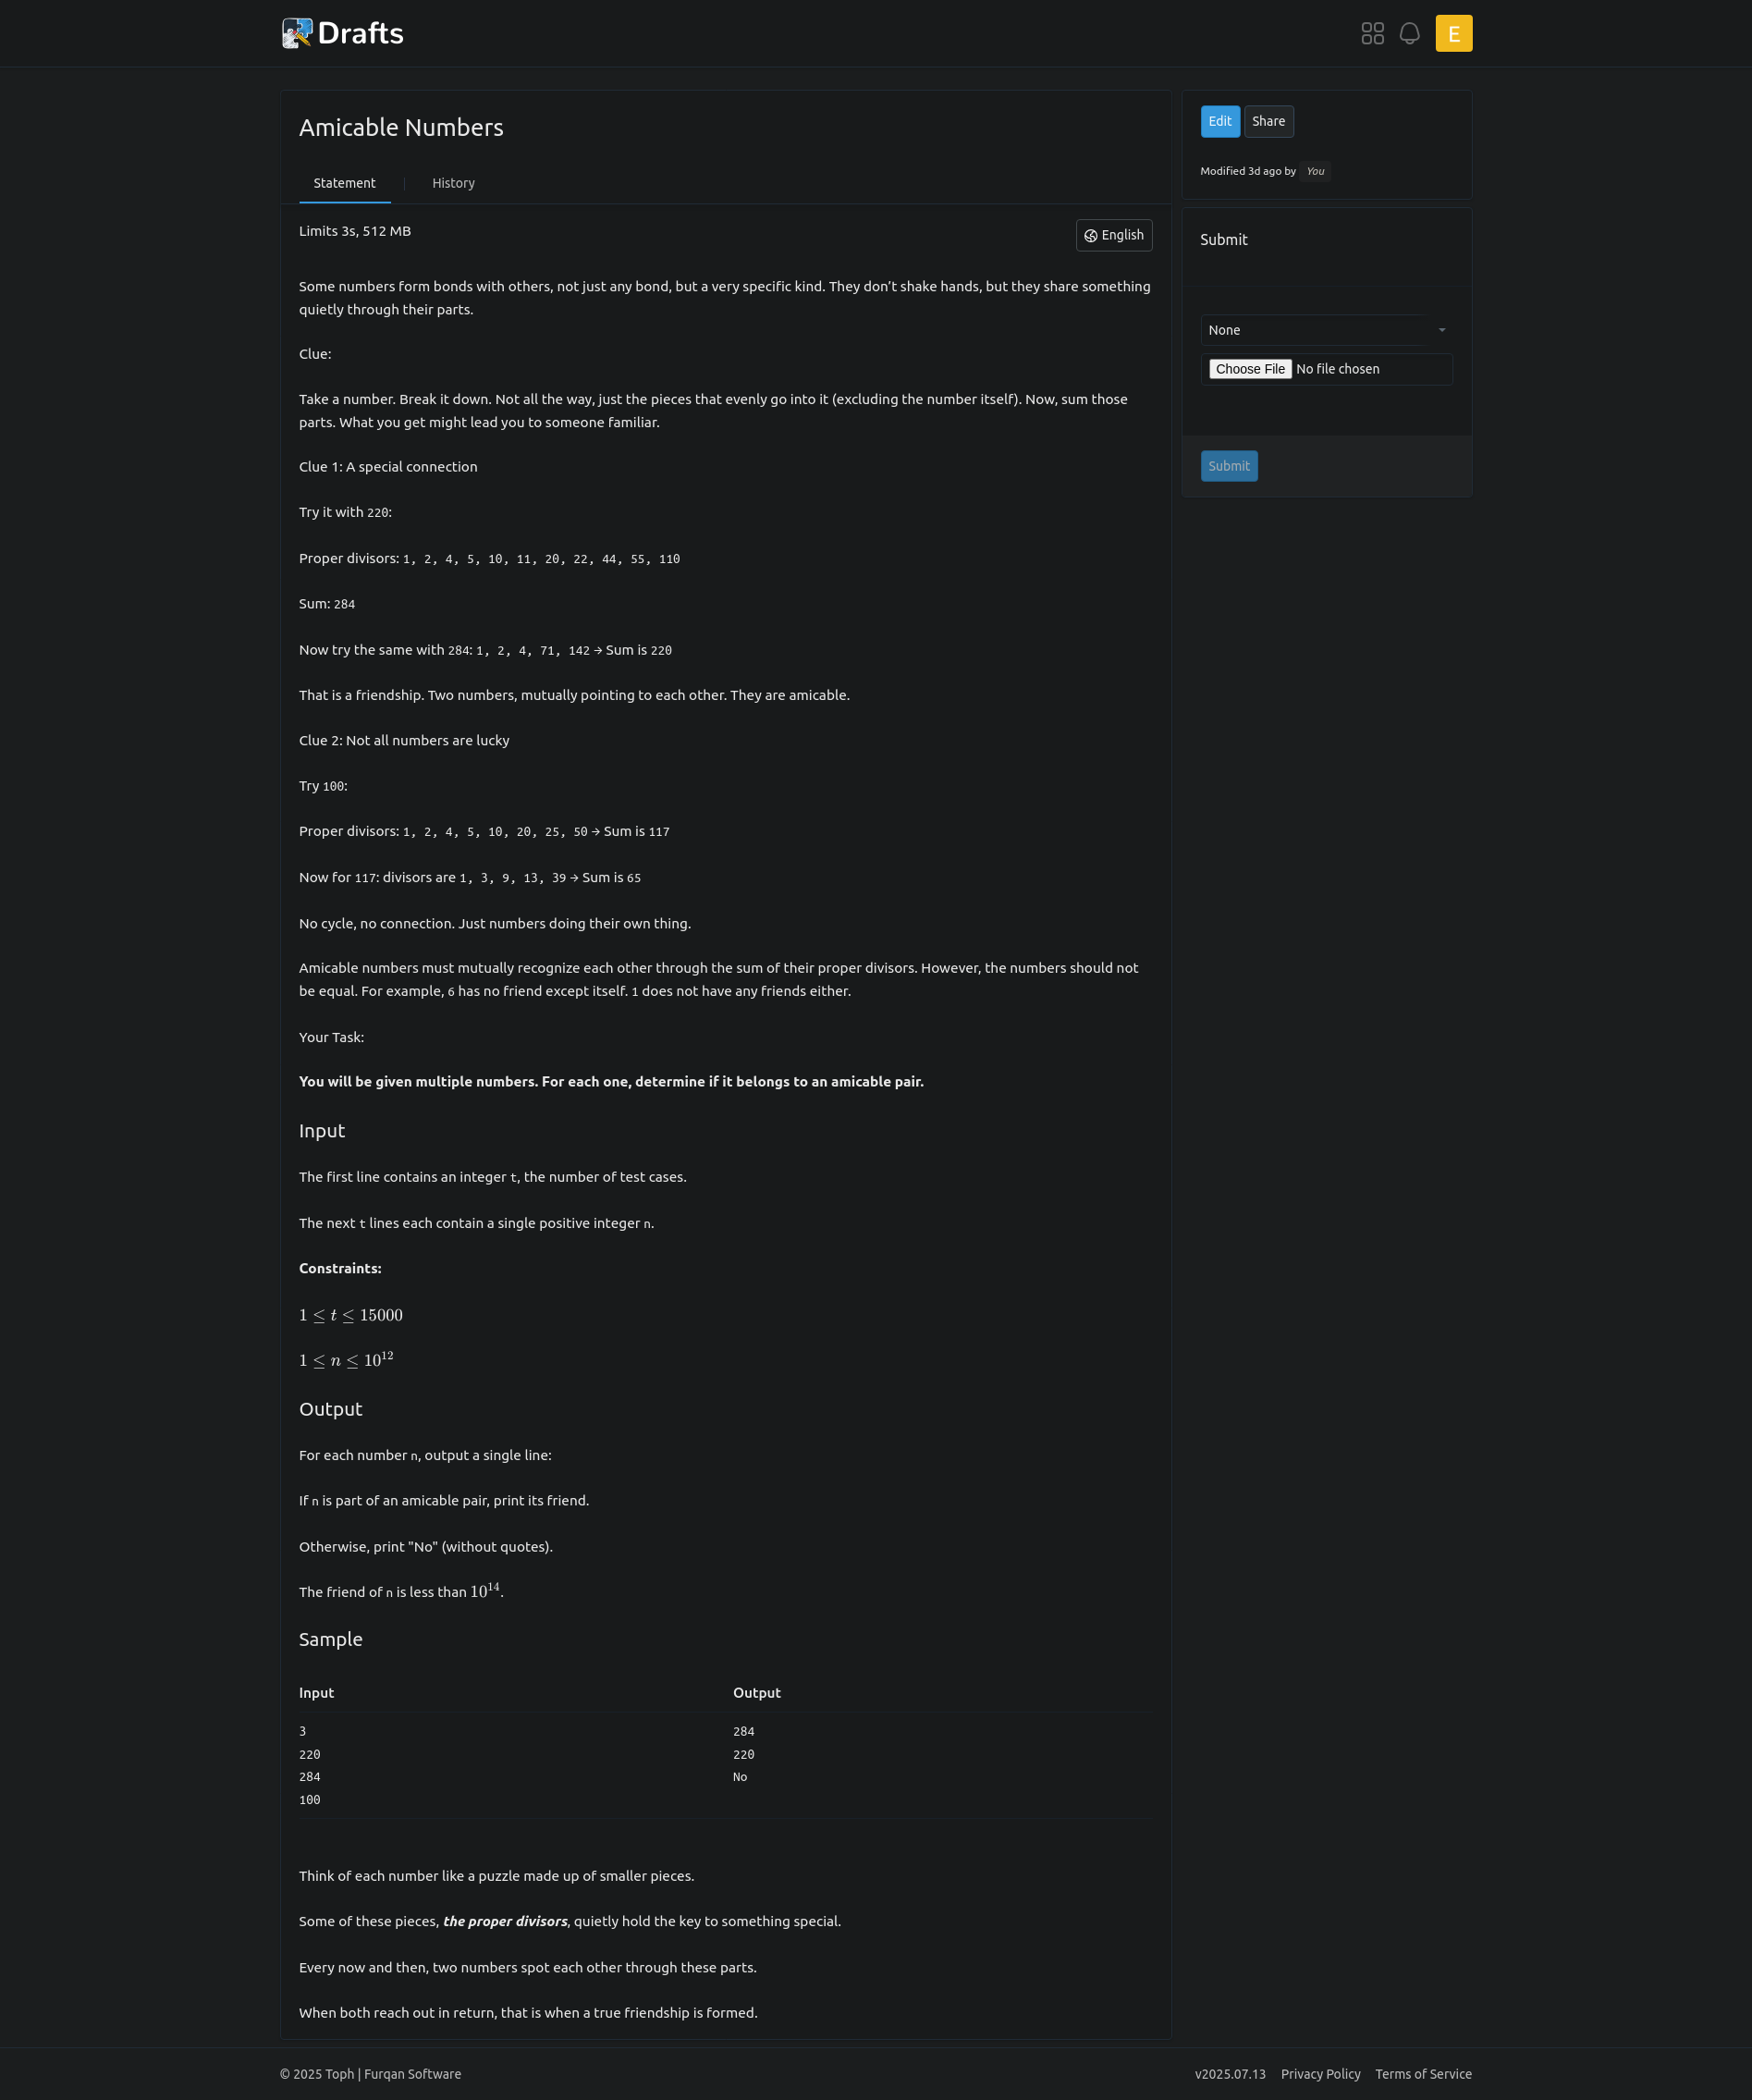 Drafts
E
Amicable Numbers
Statement
History
Limits 3s, 512 MB
English
Some numbers form bonds with others, not just any bond, but a very specific kind. They don’t shake hands, but they share something
quietly through their parts.
Clue:
Take a number. Break it down. Not all the way, just the pieces that evenly go into it (excluding the number itself). Now, sum those
parts. What you get might lead you to someone familiar.
Clue 1: A special connection
Try it with 220:
Proper divisors: 1, 2, 4, 5, 10, 11, 20, 22, 44, 55, 110
Sum: 284
Now try the same with 284: 1, 2, 4, 71, 142 → Sum is 220
That is a friendship. Two numbers, mutually pointing to each other. They are amicable.
Clue 2: Not all numbers are lucky
Try 100:
Proper divisors: 1, 2, 4, 5, 10, 20, 25, 50 → Sum is 117
Now for 117: divisors are 1, 3, 9, 13, 39 → Sum is 65
No cycle, no connection. Just numbers doing their own thing.
Amicable numbers must mutually recognize each other through the sum of their proper divisors. However, the numbers should not
be equal. For example, 6 has no friend except itself. 1 does not have any friends either.
Your Task:
You will be given multiple numbers. For each one, determine if it belongs to an amicable pair.
Input
The first line contains an integer t, the number of test cases.
The next t lines each contain a single positive integer n.
Constraints:
1 ≤ t ≤ 15000
1 ≤ n ≤ 10^12
Output
For each number n, output a single line:
If n is part of an amicable pair, print its friend.
Otherwise, print "No" (without quotes).
The friend of n is less than 10^14.
Sample
Input
Output
3
284
220
220
284
No
100
Think of each number like a puzzle made up of smaller pieces.
Some of these pieces, the proper divisors, quietly hold the key to something special.
Every now and then, two numbers spot each other through these parts.
When both reach out in return, that is when a true friendship is formed.
Edit
Share
Modified 3d ago by You
Submit
None
Choose File No file chosen
Submit
© 2025 Toph | Furqan Software
v2025.07.13
Privacy Policy
Terms of Service